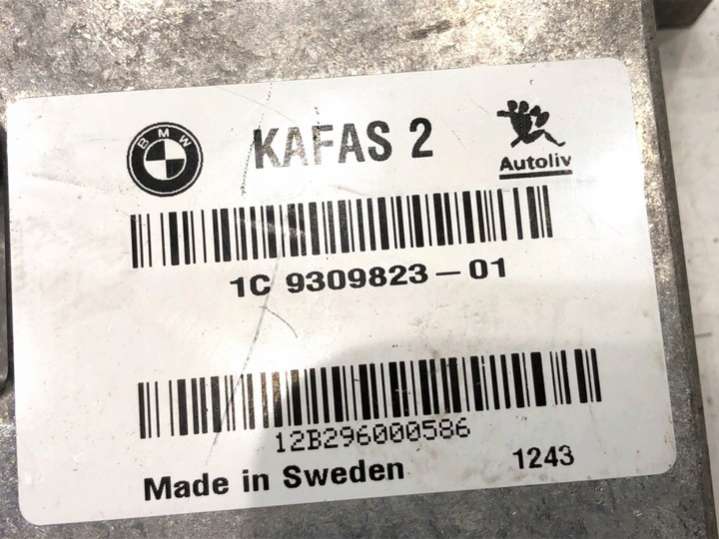 BMW
KAFAS 2
Autoliv
1C 9309823-01
12B296000586
Made in Sweden
1243